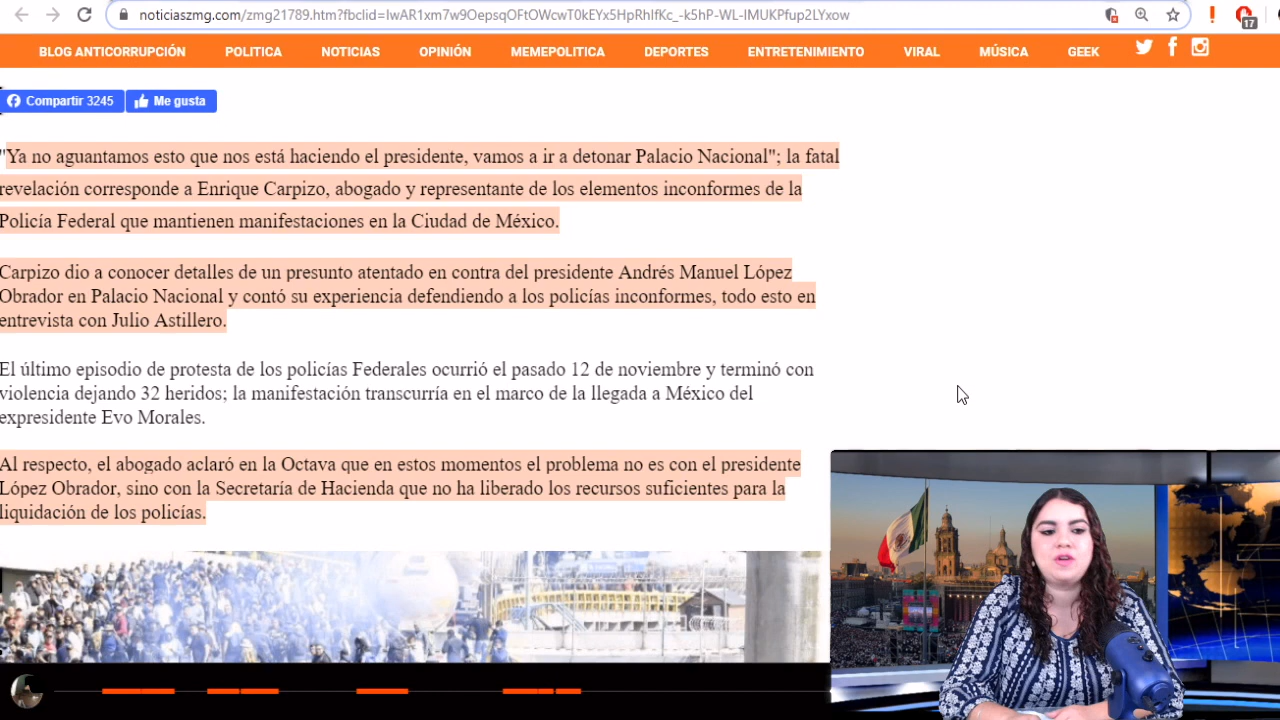 noticiaszmg.com/zmg21789.htm?fbclid=IwAR1xm7w9OepsqOFtOWcwT0kEYx5HpRhIfKc_-k5hP-WL-IMUKPfup2LYxow
17
BLOG ANTICORRUPCIÓN POLITICA NOTICIAS OPINIÓN MEMEPOLITICA DEPORTES ENTRETENIMIENTO VIRAL MÚSICA GEEK
Compartir 3245 Me gusta
"Ya no aguantamos esto que nos está haciendo el presidente, vamos a ir a detonar Palacio Nacional"; la fatal
revelación corresponde a Enrique Carpizo, abogado y representante de los elementos inconformes de la
Policía Federal que mantienen manifestaciones en la Ciudad de México.
Carpizo dio a conocer detalles de un presunto atentado en contra del presidente Andrés Manuel López
Obrador en Palacio Nacional y contó su experiencia defendiendo a los policías inconformes, todo esto en
entrevista con Julio Astillero.
El último episodio de protesta de los policías Federales ocurrió el pasado 12 de noviembre y terminó con
violencia dejando 32 heridos; la manifestación transcurría en el marco de la llegada a México del
expresidente Evo Morales.
Al respecto, el abogado aclaró en la Octava que en estos momentos el problema no es con el presidente
López Obrador, sino con la Secretaría de Hacienda que no ha liberado los recursos suficientes para la
liquidación de los policías.